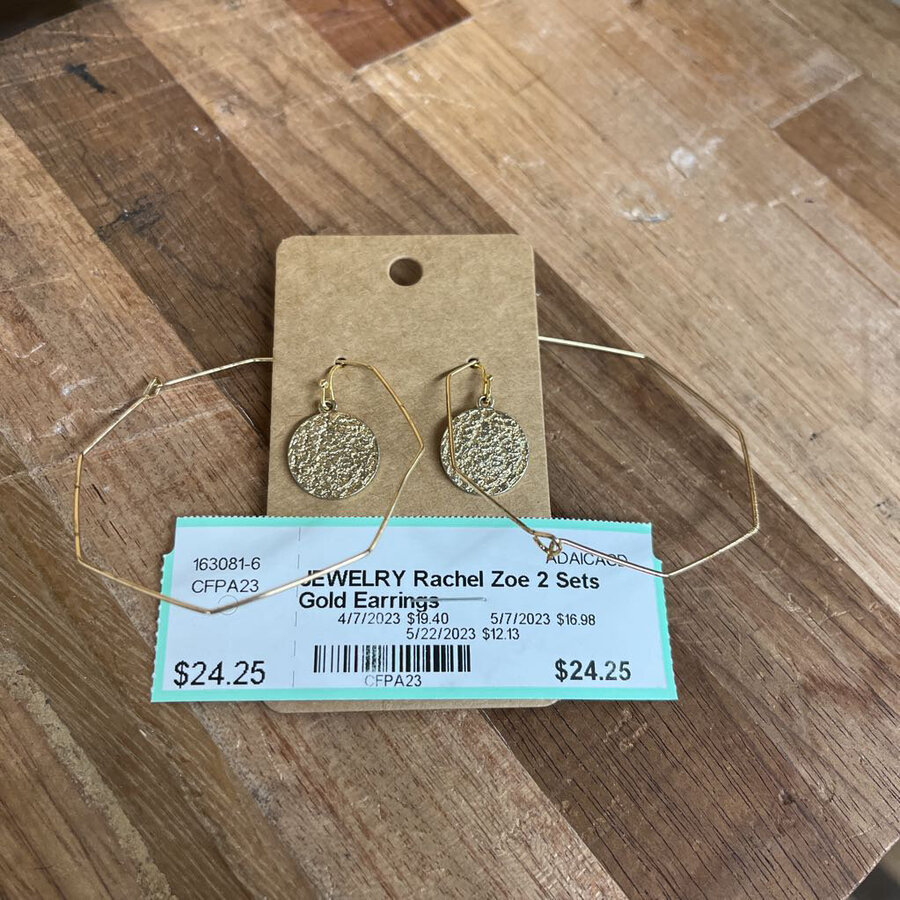 163081-6
CFPA23
$24.25
ADAICACD
JEWELRY Rachel Zoe 2 Sets
Gold Earrings
4/7/2023 $19.40 5/7/2023 $16.98
5/22/2023 $12.13
CFPA23
$24.25